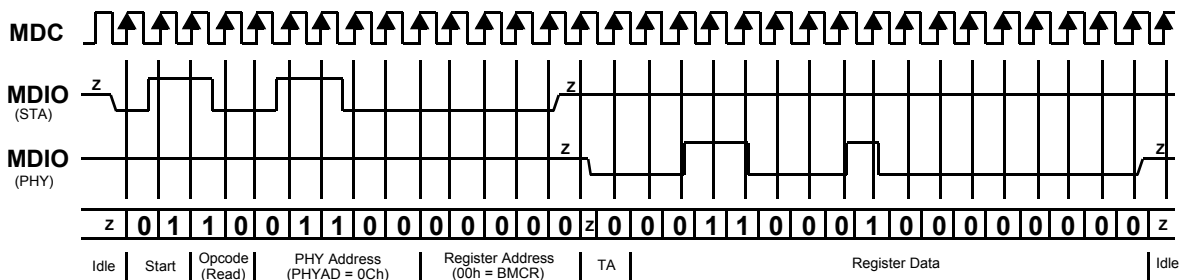 MDC
z z
MDIO
(STA)
MDIO z z
(PHY)
z 0 1 1 0 0 1 1 0 0 0 0 0 0 0 z 0 0 0 1 1 0 0 0 1 0 0 0 0 0 0 0 0 z
Idle Start Opcode (Read) PHY Address (PHYAD = 0Ch) Register Address (00h = BMCR) TA Register Data Idle